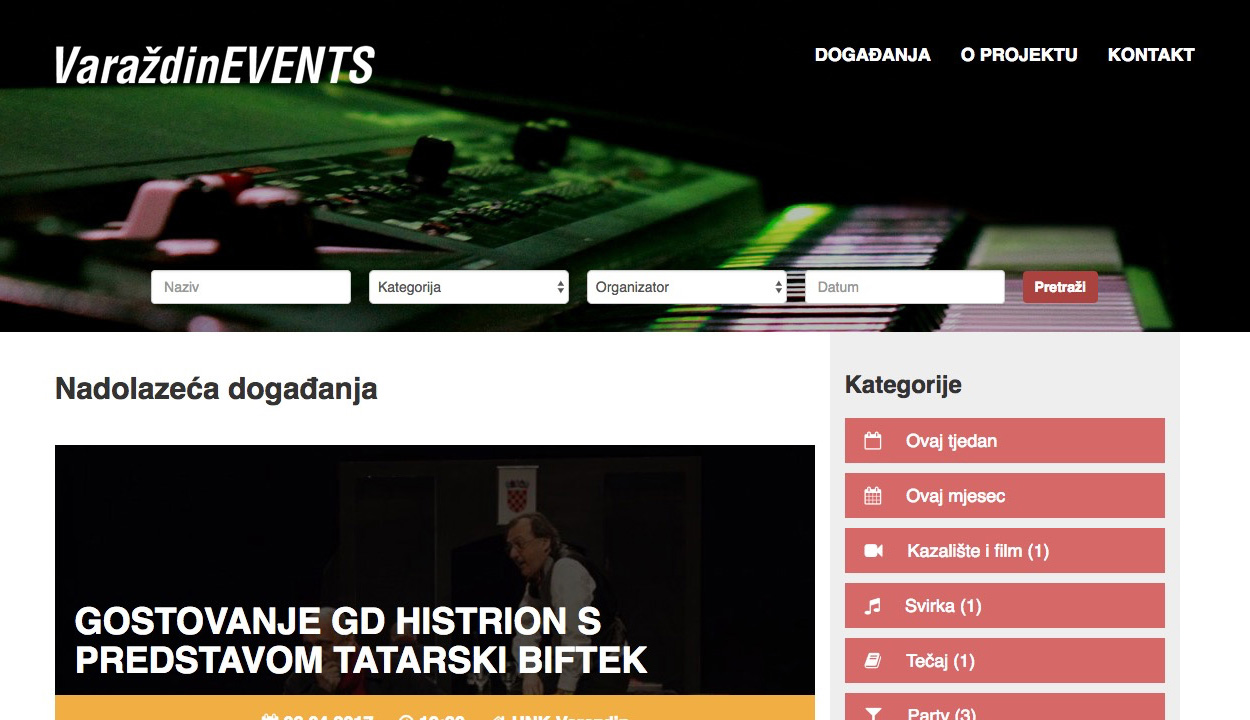 VaraždinEVENTS
DOGAĐANJA O PROJEKTU KONTAKT
Naziv Kategorija Organizator Datum Pretraži
Nadolazeća događanja
GOSTOVANJE GD HISTRION S
PREDSTAVOM TATARSKI BIFTEK
Kategorije
Ovaj tjedan
Ovaj mjesec
Kazalište i film (1)
Svirka (1)
Tečaj (1)
Party (3)